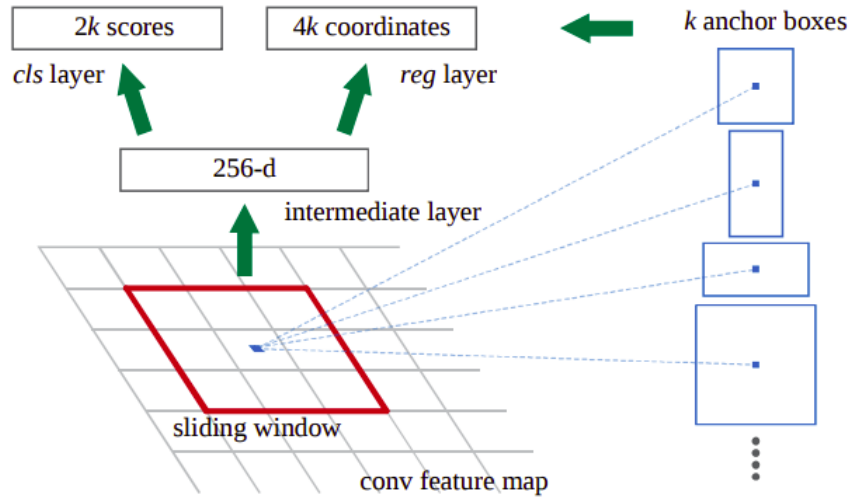 2k scores
4k coordinates
k anchor boxes
cls layer
reg layer
256-d
intermediate layer
sliding window
conv feature map